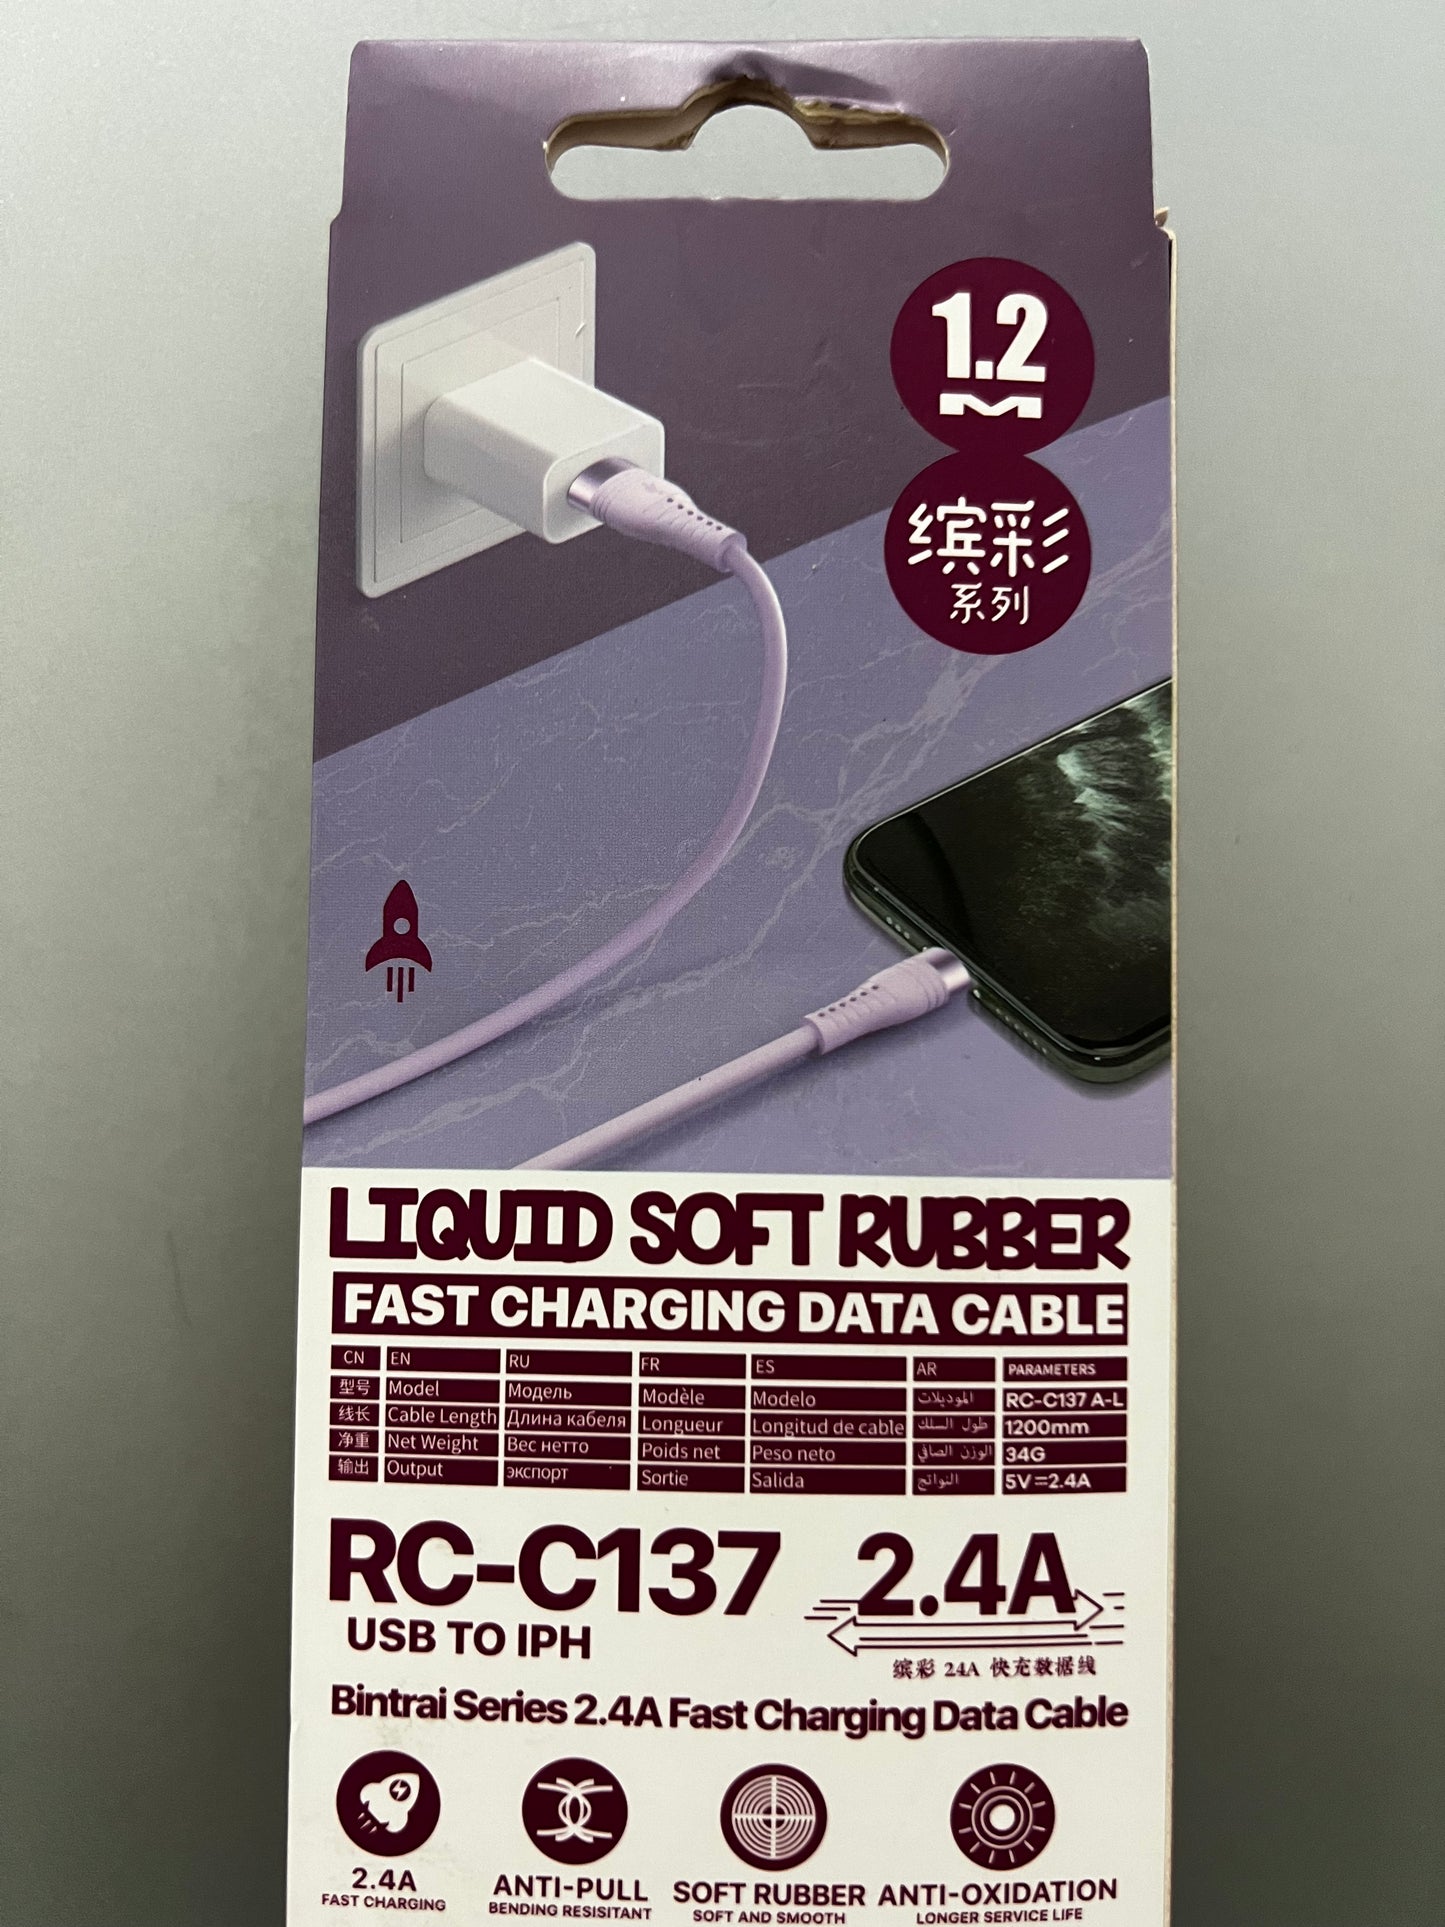 1.2
M
缤彩
系列
LIQUID SOFT RUBBER
FAST CHARGING DATA CABLE
CN EN RU FR ES AR PARAMETERS
型号 Model Модель Modèle Modelo الموديلات RC-C137 A-L
线长 Cable Length Длина кабеля Longueur Longitud de cable طول السلك 1200mm
净重 Net Weight Вес нетто Poids net Peso neto الوزن الصافي 34G
输出 Output экспорт Sortie Salida النواتج 5V=2.4A
RC-C137 2.4A
USB TO IPH
缤彩 24A 快充数据线
Bintrai Series 2.4A Fast Charging Data Cable
2.4A
FAST CHARGING
ANTI-PULL
BENDING RESISITANT
SOFT RUBBER
SOFT AND SMOOTH
ANTI-OXIDATION
LONGER SERVICE LIFE